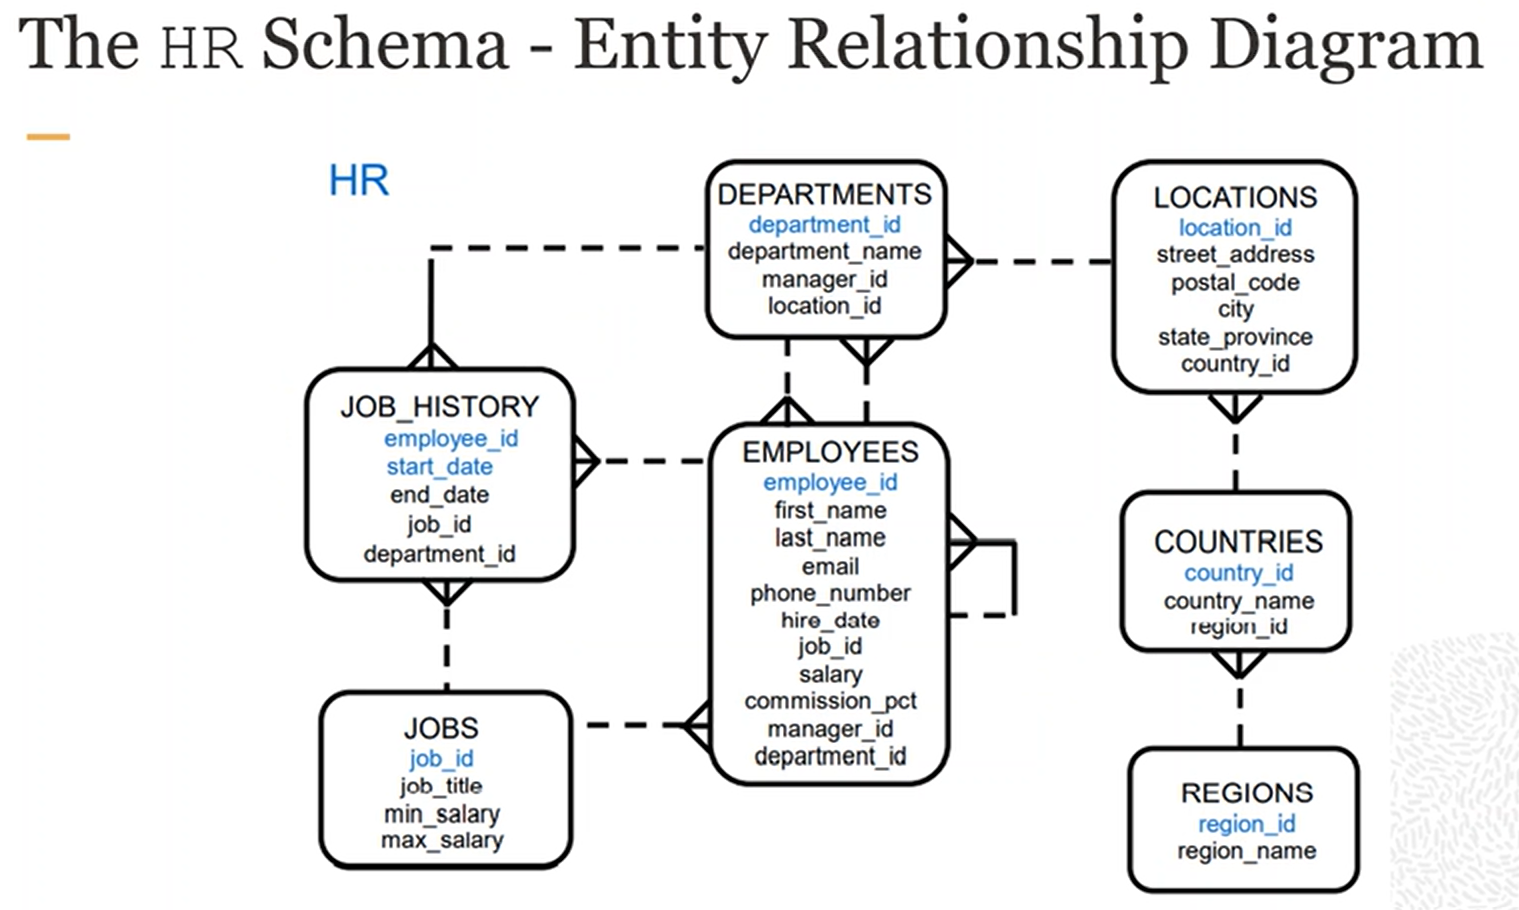 The HR Schema - Entity Relationship Diagram
HR
DEPARTMENTS
department_id
department_name
manager_id
location_id
LOCATIONS
location_id
street_address
postal_code
city
state_province
country_id
JOB_HISTORY
employee_id
start_date
end_date
job_id
department_id
EMPLOYEES
employee_id
first_name
last_name
email
phone_number
hire_date
job_id
salary
commission_pct
manager_id
department_id
COUNTRIES
country_id
country_name
region_id
JOBS
job_id
job_title
min_salary
max_salary
REGIONS
region_id
region_name